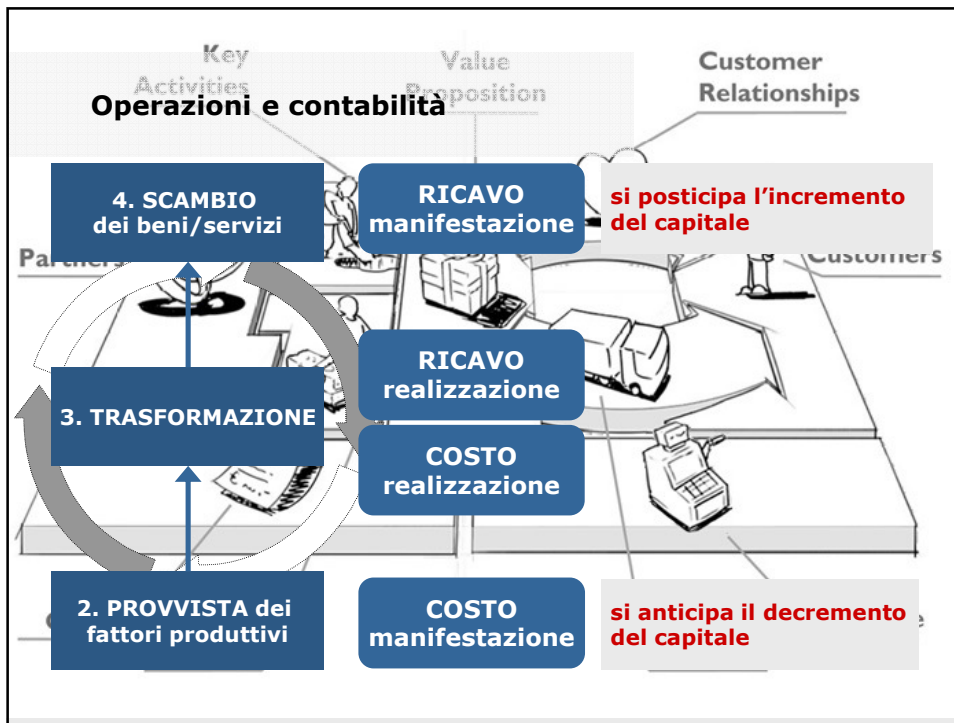 Key
Activities
Value
Proposition
Customer
Relationships
Operazioni e contabilità
4. SCAMBIO
dei beni/servizi
RICAVO
manifestazione
si posticipa l’incremento
del capitale
Partners
Customers
RICAVO
realizzazione
3. TRASFORMAZIONE
COSTO
realizzazione
2. PROVVISTA dei
fattori produttivi
COSTO
manifestazione
si anticipa il decremento
del capitale